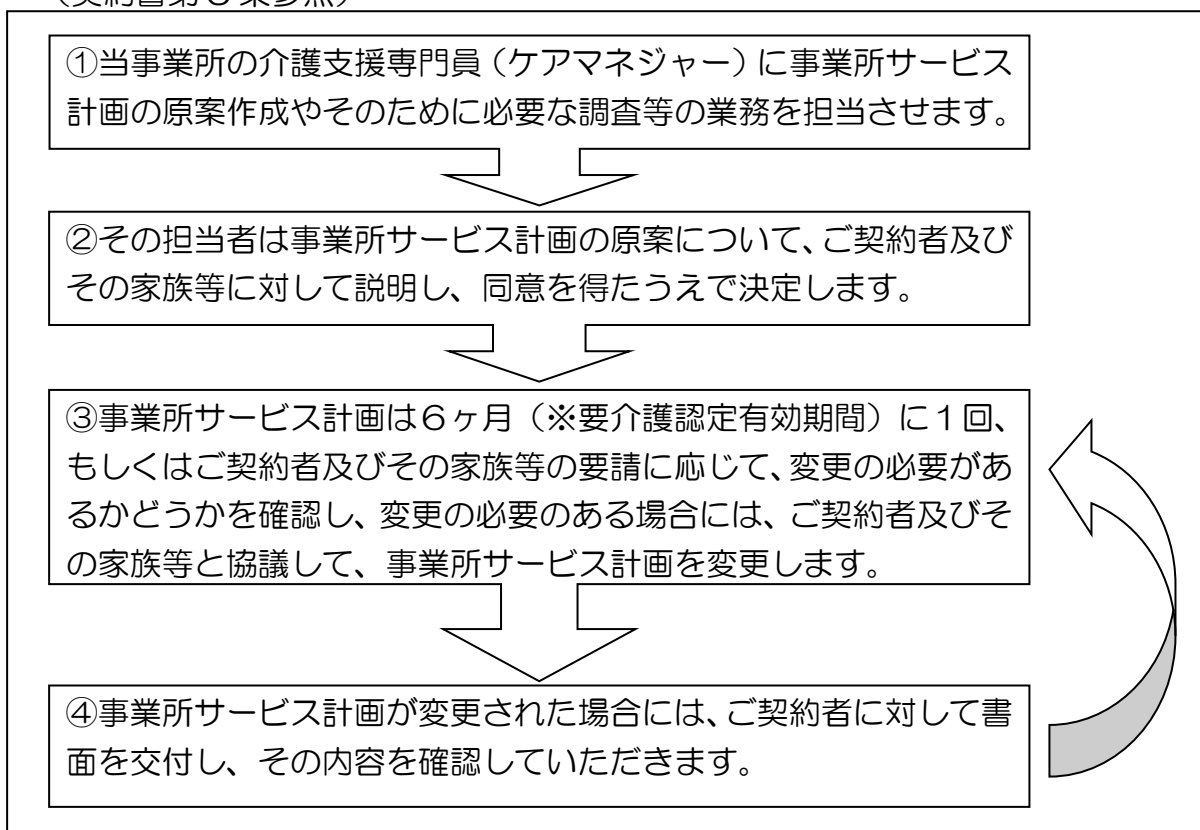 ①当事業所の介護支援専門員（ケアマネジャー）に事業所サービス
計画の原案作成やそのために必要な調査等の業務を担当させます。
②その担当者は事業所サービス計画の原案について、ご契約者及び
その家族等に対して説明し、同意を得たうえで決定します。
③事業所サービス計画は６ヶ月（※要介護認定有効期間）に１回、
もしくはご契約者及びその家族等の要請に応じて、変更の必要があ
るかどうかを確認し、変更の必要のある場合には、ご契約者及びそ
の家族等と協議して、事業所サービス計画を変更します。
④事業所サービス計画が変更された場合には、ご契約者に対して書
面を交付し、その内容を確認していただきます。